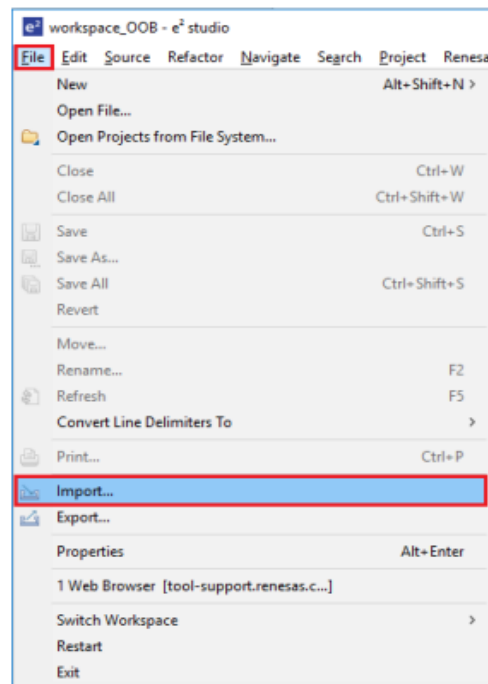 e² workspace_OOB - e² studio
File Edit Source Refactor Navigate Search Project Renesa
New Alt+Shift+N >
Open File...
Open Projects from File System...
Close Ctrl+W
Close All Ctrl+Shift+W
Save Ctrl+S
Save As...
Save All Ctrl+Shift+S
Revert
Move...
Rename... F2
Refresh F5
Convert Line Delimiters To >
Print... Ctrl+P
Import...
Export...
Properties Alt+Enter
1 Web Browser [tool-support.renesas.c...]
Switch Workspace >
Restart
Exit